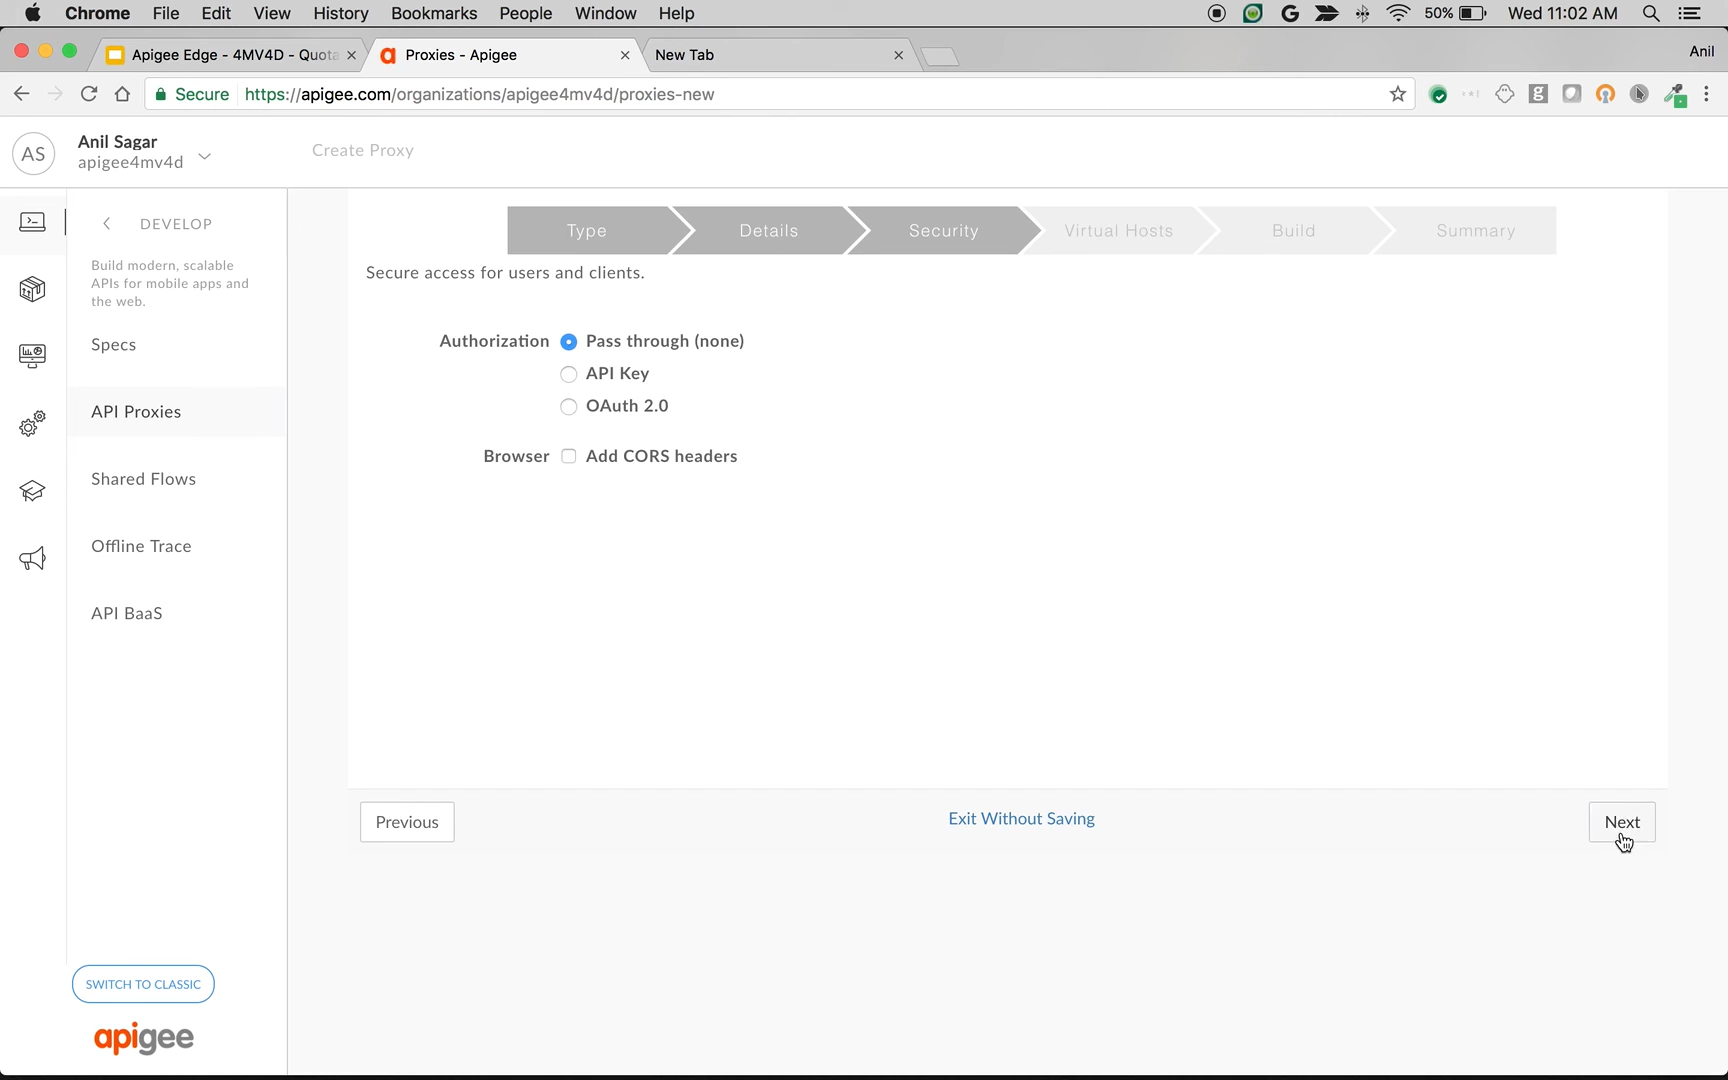 Chrome File Edit View History Bookmarks People Window Help 50% Wed 11:02 AM
Apigee Edge - 4MV4D - Quota Proxies - Apigee New Tab Anil
Secure https://apigee.com/organizations/apigee4mv4d/proxies-new
AS
Anil Sagar
apigee4mv4d
Create Proxy
DEVELOP
Build modern, scalable
APIs for mobile apps and
the web.
Specs
API Proxies
Shared Flows
Offline Trace
API BaaS
SWITCH TO CLASSIC
apigee
Type Details Security Virtual Hosts Build Summary
Secure access for users and clients.
Authorization Pass through (none)
API Key
OAuth 2.0
Browser Add CORS headers
Previous Exit Without Saving Next